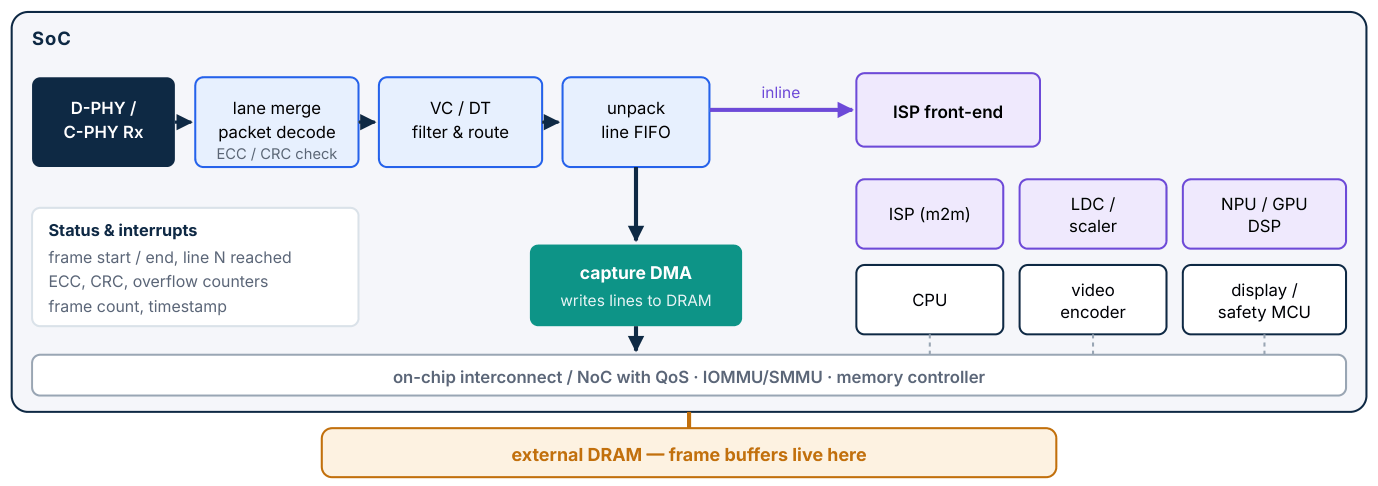 SoC
D-PHY /
C-PHY Rx
lane merge
packet decode
ECC / CRC check
VC / DT
filter & route
unpack
line FIFO
inline
ISP front-end
ISP (m2m)
LDC /
scaler
NPU / GPU
DSP
Status & interrupts
frame start / end, line N reached
ECC, CRC, overflow counters
frame count, timestamp
capture DMA
writes lines to DRAM
CPU
video
encoder
display /
safety MCU
on-chip interconnect / NoC with QoS · IOMMU/SMMU · memory controller
external DRAM — frame buffers live here